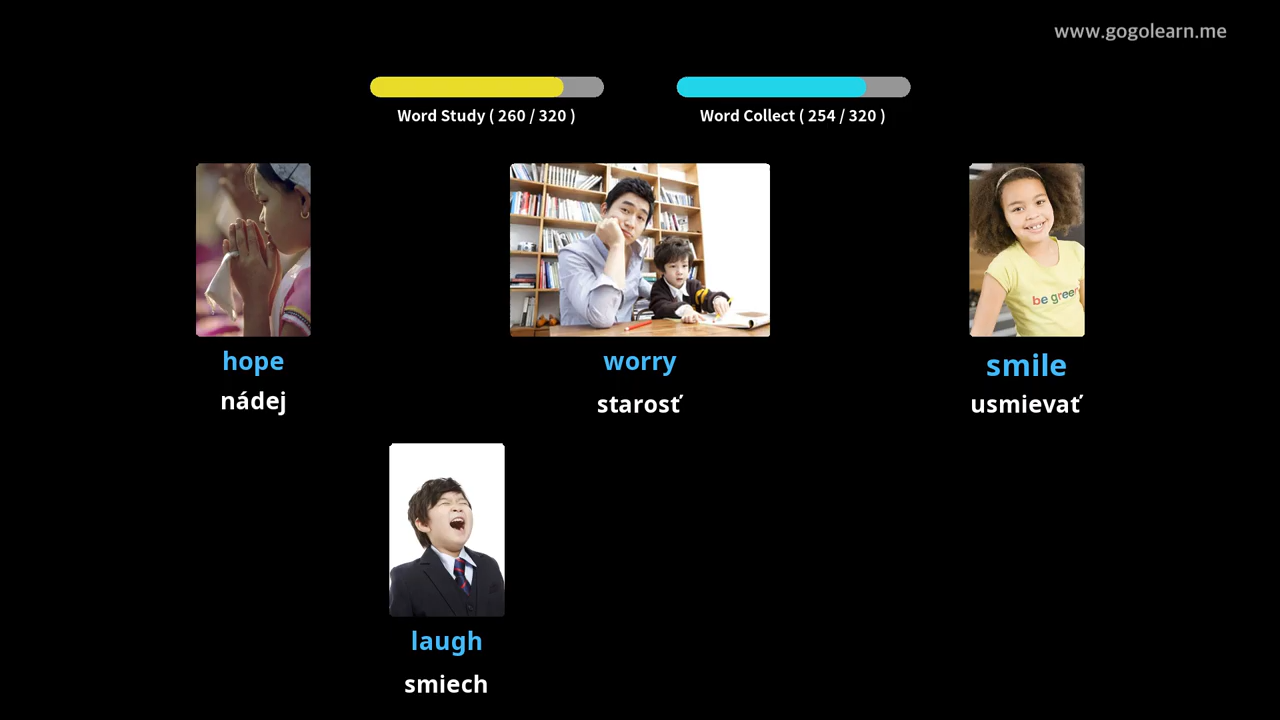 www.gogolearn.me
Word Study ( 260 / 320 )
Word Collect ( 254 / 320 )
be green
hope
worry
smile
nádej
starosť
usmievať
laugh
smiech